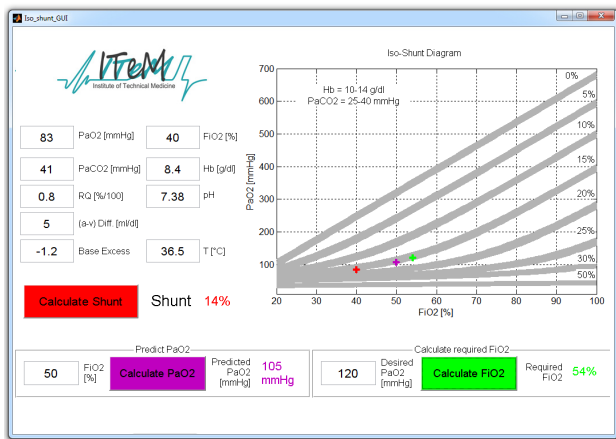 Iso_shunt_GUI
ITeM
Institute of Technical Medicine
83 PaO2 [mmHg] 40 FiO2 [%]
41 PaCO2 [mmHg] 8.4 Hb [g/dl]
0.8 RQ [%/100] 7.38 pH
5 (a-v) Diff. [ml/dl]
-1.2 Base Excess 36.5 T [°C]
Calculate Shunt Shunt 14%
Iso-Shunt Diagram
Hb = 10-14 g/dl
PaCO2 = 25-40 mmHg
PaO2 [mmHg]
700
600
500
400
300
200
100
0%
5%
10%
15%
20%
25%
30%
50%
20 30 40 50 60 70 80 90 100
FiO2 [%]
Predict PaO2
50 FiO2 [%] Calculate PaO2 Predicted PaO2 [mmHg] 105 mmHg
Calculate required FiO2
120 Desired PaO2 [mmHg] Calculate FiO2 Required FiO2 54%